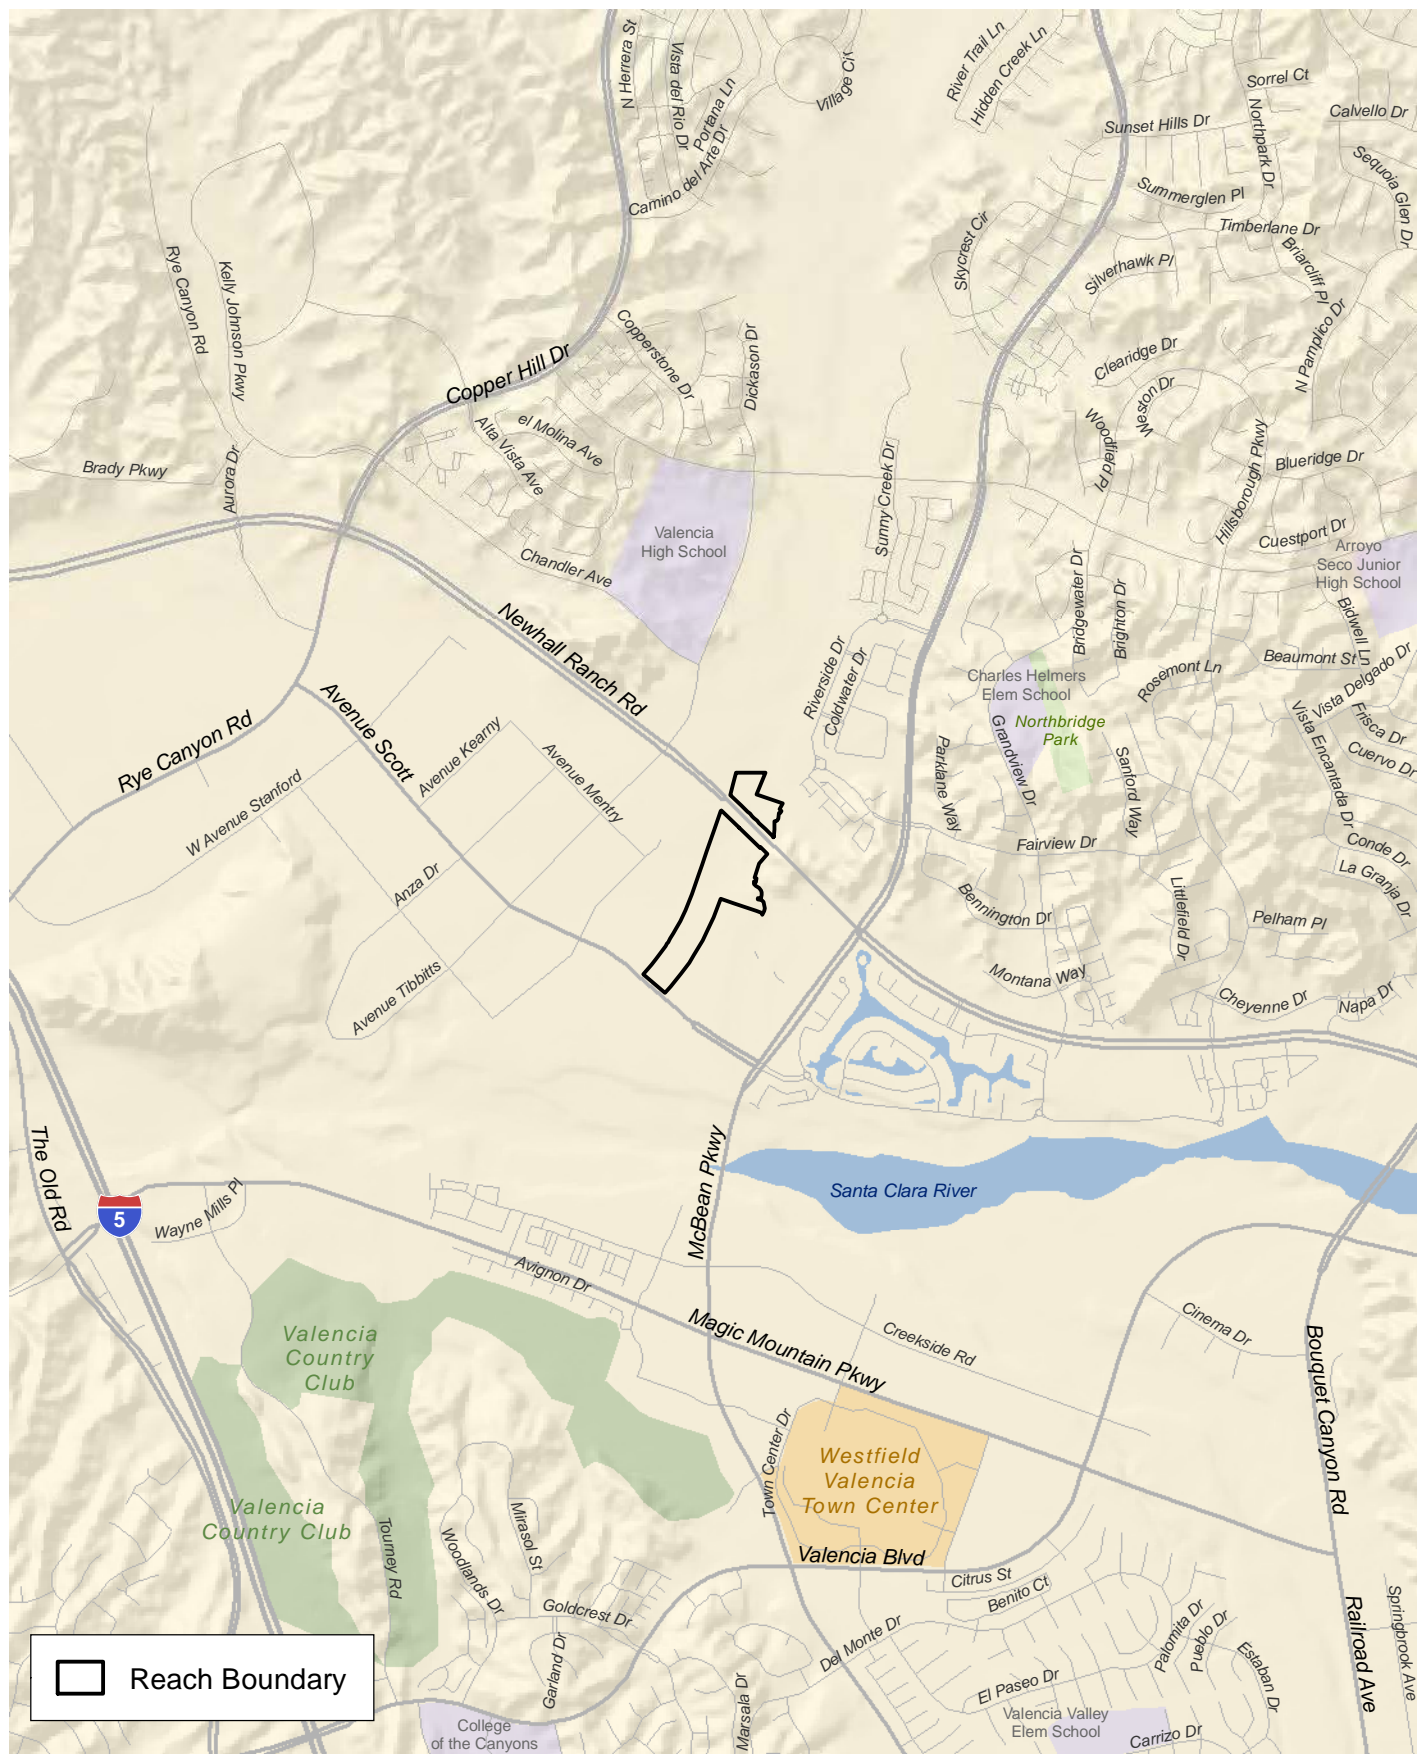 N Herrera St
Vista del Rio Dr
Portana Ln
Village Cir
River Trail Ln
Hidden Creek Ln
Sorrel Ct
Sunset Hills Dr
Northpark Dr
Calvello Dr
Sequoia Glen Dr
Camino del Arte Dr
Summerglen Pl
Timberlane Dr
Skycrest Cir
Silverhawk Pl
Briarcliff Pl
Rye Canyon Rd
Kelly Johnson Pkwy
Copperstone Dr
Dickason Dr
N Pamplico Dr
Clearidge Dr
Copper Hill Dr
Weston Dr
Woodfield Pl
el Molina Ave
Alta Vista Ave
Hillsborough Pkwy
Blueridge Dr
Brady Pkwy
Aurora Dr
Sunny Creek Dr
Valencia
High School
Cuestport Dr
Arroyo
Seco Junior
High School
Chandler Ave
Bridgewater Dr
Brighton Dr
Bidwell Ln
Newhall Ranch Rd
Riverside Dr
Coldwater Dr
Charles Helmers
Elem School
Rosemont Ln
Beaumont St
Vista Delgado Dr
Avenue Scott
Rye Canyon Rd
Northbridge
Park
Grandview Dr
Vista Encantada Dr
Frisca Dr
Cuervo Dr
Avenue Kearny
Avenue Mentry
Parklane Way
Sanford Way
W Avenue Stanford
Fairview Dr
Conde Dr
La Granja Dr
Anza Dr
Bennington Dr
Littlefield Dr
Pelham Pl
Avenue Tibbitts
Montana Way
Cheyenne Dr
Napa Dr
The Old Rd
McBean Pkwy
Santa Clara River
5
Wayne Mills Pl
Avignon Dr
Magic Mountain Pkwy
Creekside Rd
Cinema Dr
Valencia
Country
Club
Bouquet Canyon Rd
Town Center Dr
Westfield
Valencia
Town Center
Valencia
Country Club
Tourney Rd
Woodlands Dr
Mirasol St
Valencia Blvd
Citrus St
Benito Ct
Goldcrest Dr
Del Monte Dr
Palomita Dr
Pueblo Dr
Estaban Dr
Railroad Ave
Springbrook Ave
Garland Dr
Marsala Dr
El Paseo Dr
Valencia Valley
Elem School
Carrizo Dr
College
of the Canyons
Reach Boundary